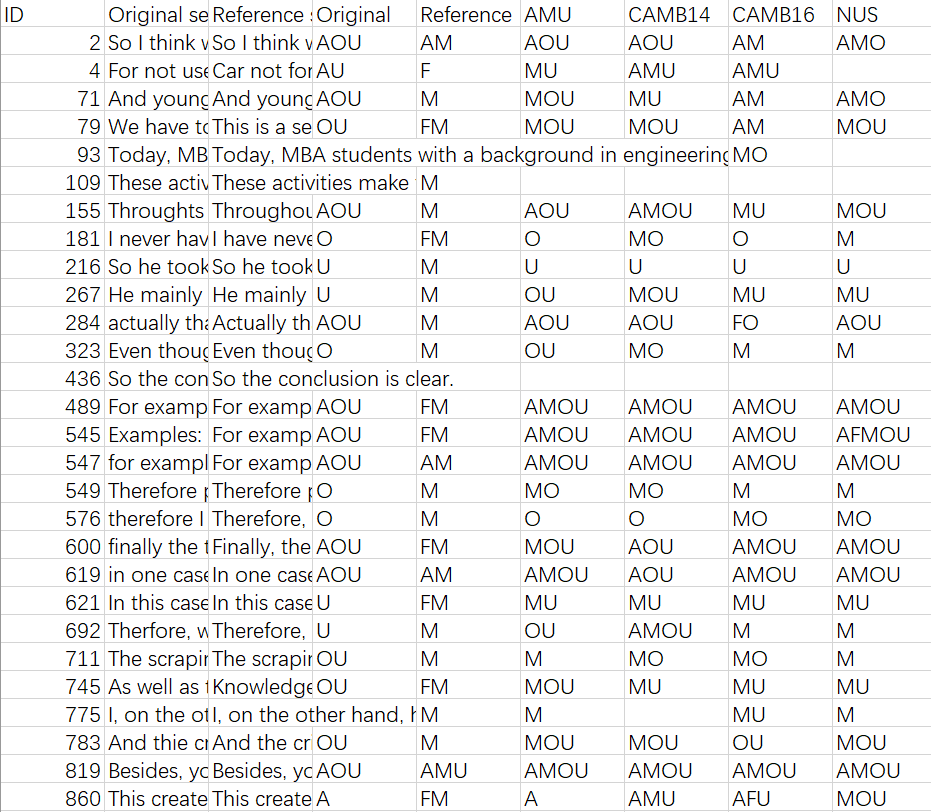 ID Original se Reference s Original Reference AMU CAMB14 CAMB16 NUS
2 So I think w So I think w AOU AM AOU AOU AM AMO
4 For not use Car not for AU F MU AMU AMU
71 And young And young AOU M MOU MU AM AMO
79 We have to This is a se OU FM MOU MOU AM MOU
93 Today, MB Today, MBA students with a background in engineering MO
109 These activ These activities make M
155 Throughts Throughou AOU M AOU AMOU MU MOU
181 I never hav I have neve O FM O MO O M
216 So he took So he took U M U U U U
267 He mainly He mainly U M OU MOU MU MU
284 actually tha Actually th AOU M AOU AOU FO AOU
323 Even thoug Even thoug O M OU MO M M
436 So the con So the conclusion is clear.
489 For examp For examp AOU FM AMOU AMOU AMOU AMOU
545 Examples: For examp AOU FM AMOU AMOU AMOU AFMOU
547 for exampl For examp AOU AM AMOU AMOU AMOU AMOU
549 Therefore p Therefore p O M MO MO M M
576 therefore I Therefore, O M O O MO MO
600 finally the t Finally, the AOU FM MOU AOU AMOU AMOU
619 in one case In one case AOU AM AMOU AOU AMOU AMOU
621 In this case In this case U FM MU MU MU MU
692 Therfore, w Therefore, U M OU AMOU M M
711 The scrapin The scrapin OU M M MO MO M
745 As well as t Knowledge OU FM MOU MU MU MU
775 I, on the ot I, on the other hand, h M M MU M
783 And thie cr And the cr OU M MOU MOU OU MOU
819 Besides, yo Besides, yo AOU AMU AMOU AMOU AMOU AMOU
860 This create This create A FM A AMU AFU MOU